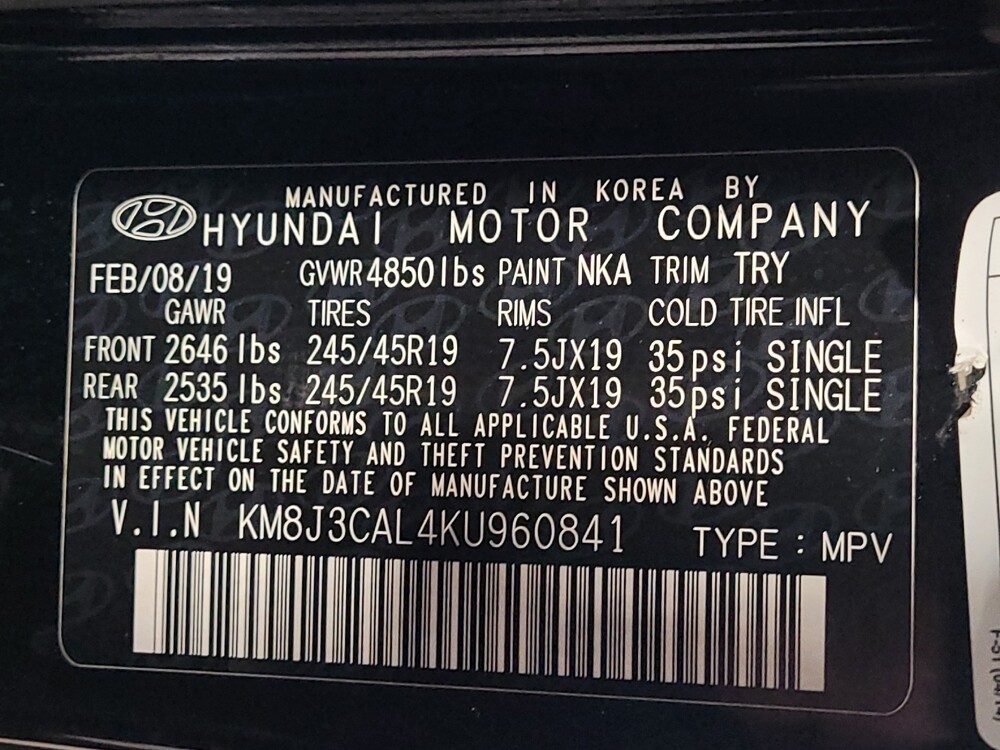 MANUFACTURED IN KOREA BY
HYUNDAI MOTOR COMPANY
FEB/08/19 GVWR 4850lbs PAINT NKA TRIM TRY
GAWR TIRES RIMS COLD TIRE INFL
FRONT 2646 lbs 245/45R19 7.5JX19 35psi SINGLE
REAR 2535 lbs 245/45R19 7.5JX19 35psi SINGLE
THIS VEHICLE CONFORMS TO ALL APPLICABLE U.S.A. FEDERAL
MOTOR VEHICLE SAFETY AND THEFT PREVENTION STANDARDS
IN EFFECT ON THE DATE OF MANUFACTURE SHOWN ABOVE
V.I.N KM8J3CAL4KU960841 TYPE : MPV